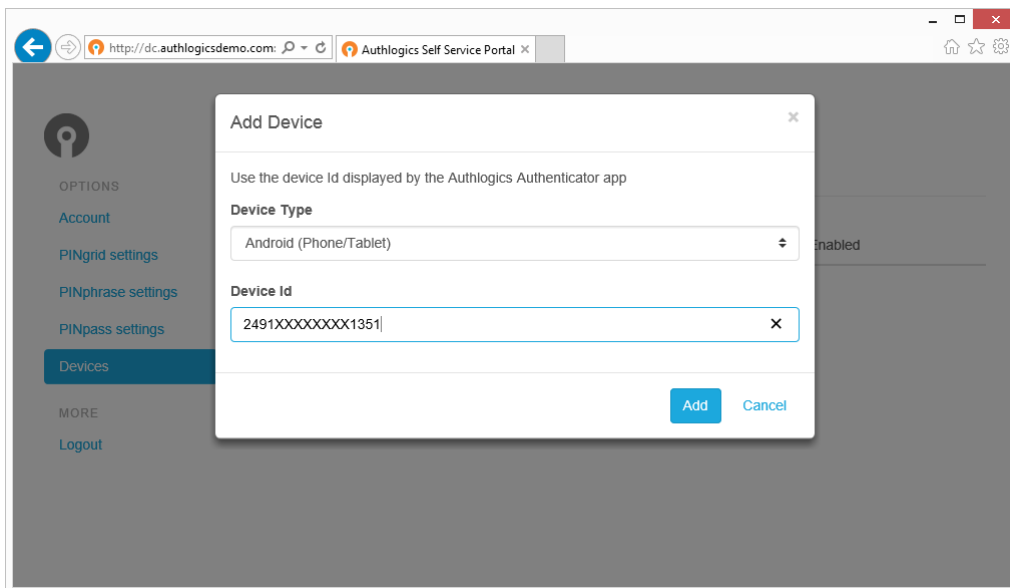 http://dc.authlogicsdemo.com:
Authlogics Self Service Portal
Add Device
Use the device Id displayed by the Authlogics Authenticator app
Device Type
Android (Phone/Tablet)
Device Id
2491XXXXXXXX1351
Add
Cancel
OPTIONS
Account
PINgrid settings
PINphrase settings
PINpass settings
Devices
MORE
Logout